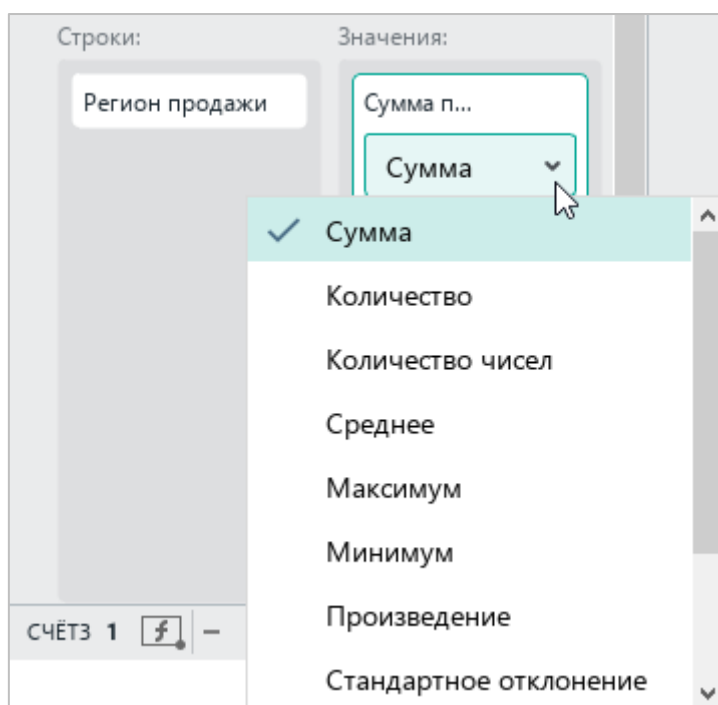 Строки:
Значения:
Регион продажи
Сумма п...
Сумма
Сумма
Количество
Количество чисел
Среднее
Максимум
Минимум
Произведение
СЧЁТЗ 1
Стандартное отклонение